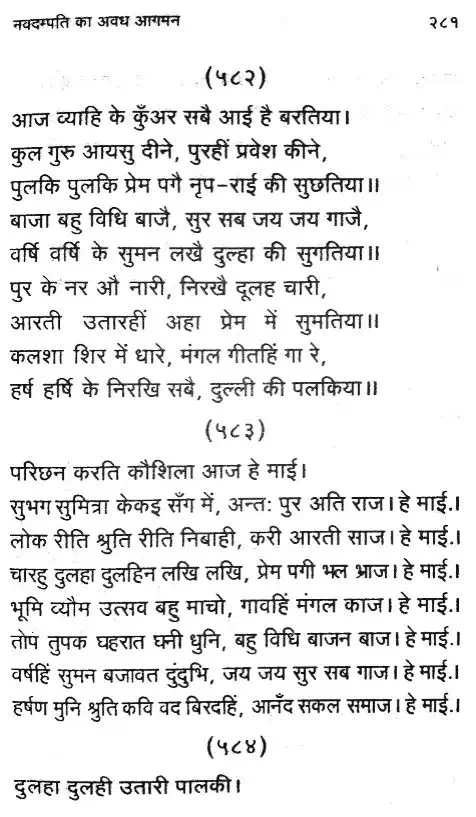 नवदम्पति का अवध आगमन २८१
(५८२)
आज व्याहि के कुँअर सबै आई है बरतिया।
कुल गुरु आयसु दीने, पुरहीं प्रवेश कीने,
पुलकि पुलकि प्रेम पगै नृप-राई की सुछतिया॥
बाजा बहु विधि बाजै, सुर सब जय जय गाजै,
वर्षि वर्षि के सुमन लखै दुल्हा की सुगतिया॥
पुर के नर औ नारी, निरखै दूलह चारी,
आरती उतारहीं अहा प्रेम में सुमतिया॥
कलशा शिर में धारे, मंगल गीतहिं गा रे,
हर्ष हर्षि के निरखि सबै, दुल्ली की पलकिया॥
(५८३)
परिछन करति कौशिला आज हे माई।
सुभग सुमित्रा केकइ सँग में, अन्तः पुर अति राज। हे माई.।
लोक रीति श्रुति रीति निबाही, करी आरती साज। हे माई.।
चारहु दुलहा दुलहिन लखि लखि, प्रेम पगी भल भ्राज। हे माई.।
भूमि व्यौम उत्सव बहु माचो, गावहिं मंगल काज। हे माई.।
तोप तुपक घहरात घनी धुनि, बहु विधि बाजन बाज। हे माई.।
वर्षहिं सुमन बजावत दुंदुभि, जय जय सुर सब गाज। हे माई.।
हर्षण मुनि श्रुति कवि वद बिरदहिं, आनँद सकल समाज। हे माई.।
(५८४)
दुलहा दुलही उतारी पालकी।